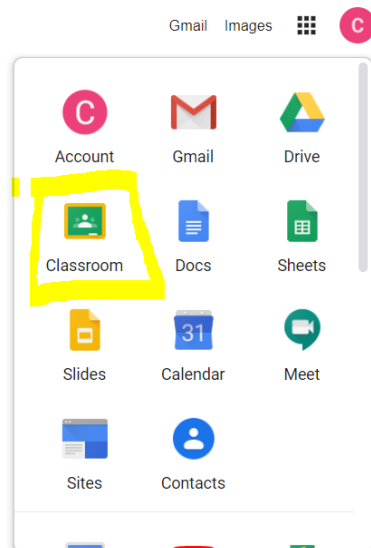 Gmail Images C
C
Account Gmail Drive
Classroom Docs Sheets
31
Slides Calendar Meet
Sites Contacts